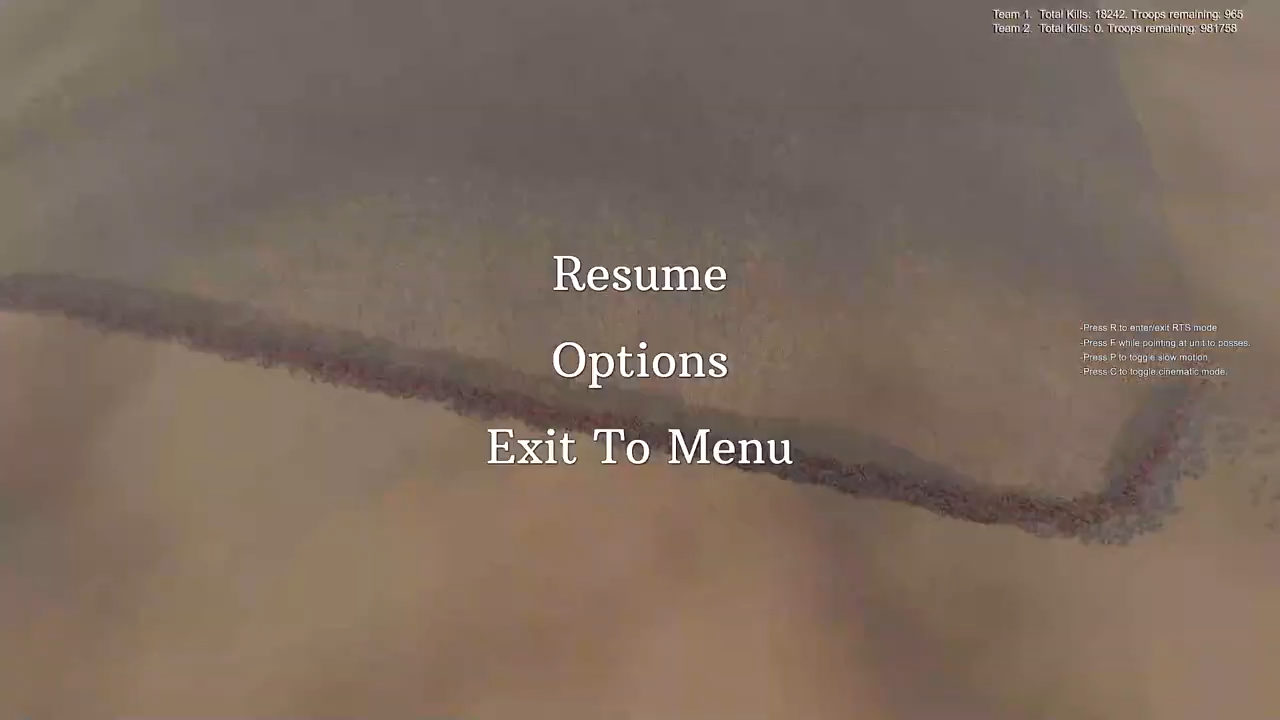 Team 1. Total Kills: 18242. Troops remaining: 965
Team 2. Total Kills: 0. Troops remaining: 981758
Resume
Options
Exit To Menu
-Press R to enter/exit RTS mode
-Press F while pointing at unit to posses.
-Press P to toggle slow motion.
-Press C to toggle cinematic mode.